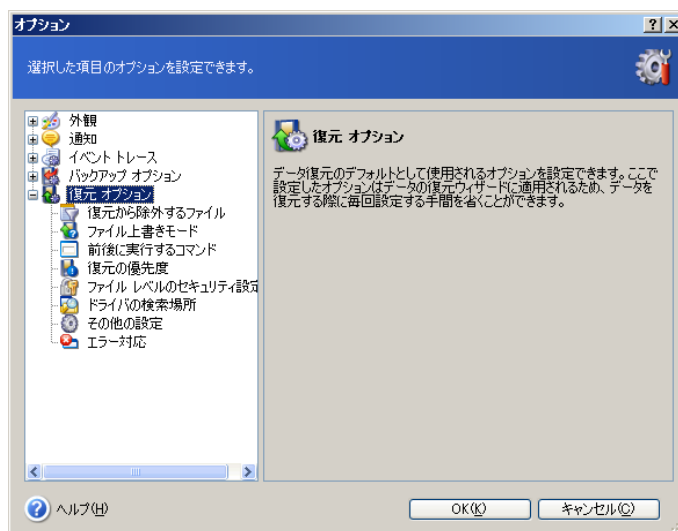 オプション
選択した項目のオプションを設定できます。
外観
通知
イベント トレース
バックアップ オプション
復元 オプション
復元から除外するファイル
ファイル上書きモード
前後に実行するコマンド
復元の優先度
ファイル レベルのセキュリティ設定
ドライバの検索場所
その他の設定
エラー対応
復元 オプション
データ復元のデフォルトとして使用されるオプションを設定できます。ここで
設定したオプションはデータの復元ウィザードに適用されるため、データを
復元する際に毎回設定する手間を省くことができます。
ヘルプ(H)
OK(K)
キャンセル(C)